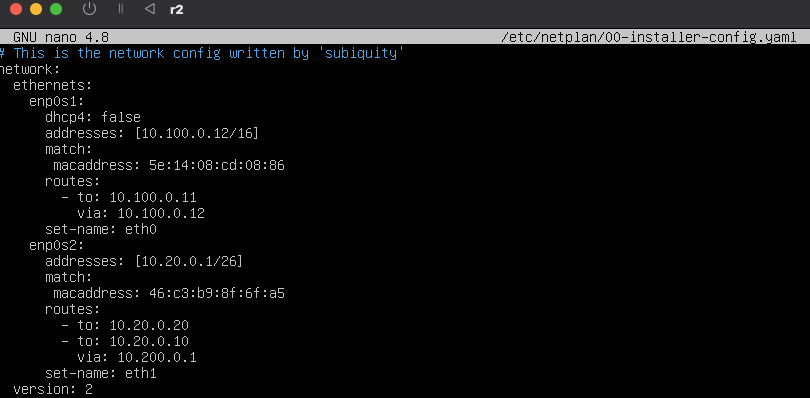 r2
GNU nano 4.8 /etc/netplan/00-installer-config.yaml
# This is the network config written by 'subiquity'
network:
  ethernets:
    enp0s1:
      dhcp4: false
      addresses: [10.100.0.12/16]
      match:
       macaddress: 5e:14:08:cd:08:86
      routes:
        - to: 10.100.0.11
          via: 10.100.0.12
      set-name: eth0
    enp0s2:
      addresses: [10.20.0.1/26]
      match:
       macaddress: 46:c3:b9:8f:6f:a5
      routes:
        - to: 10.20.0.20
        - to: 10.20.0.10
          via: 10.200.0.1
      set-name: eth1
  version: 2